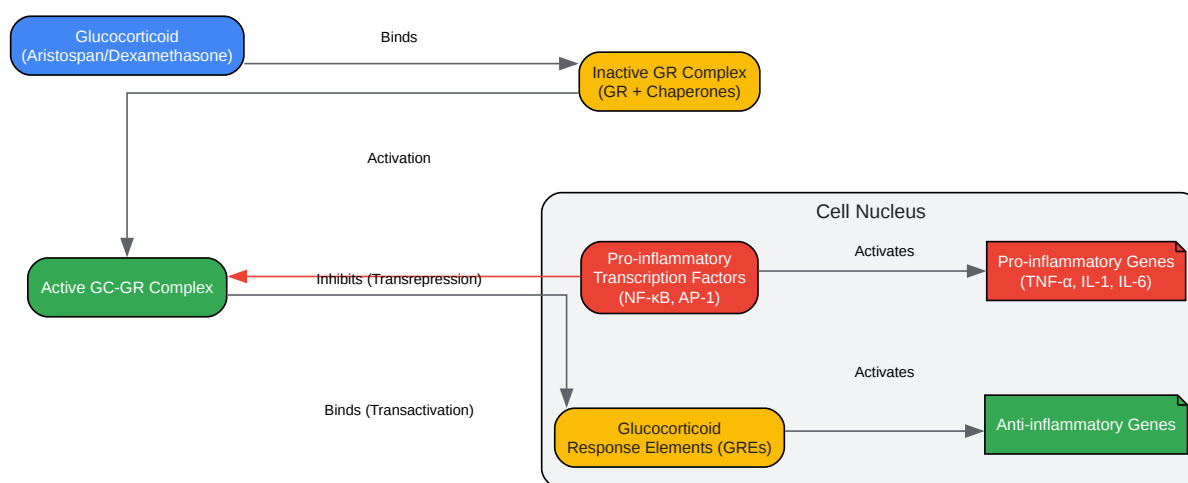 Glucocorticoid
(Aristospan/Dexamethasone)
Binds
Inactive GR Complex
(GR + Chaperones)
Activation
Cell Nucleus
Active GC-GR Complex
Inhibits (Transrepression)
Pro-inflammatory
Transcription Factors
(NF-κB, AP-1)
Activates
Pro-inflammatory Genes
(TNF-α, IL-1, IL-6)
Binds (Transactivation)
Glucocorticoid
Response Elements (GREs)
Activates
Anti-inflammatory Genes